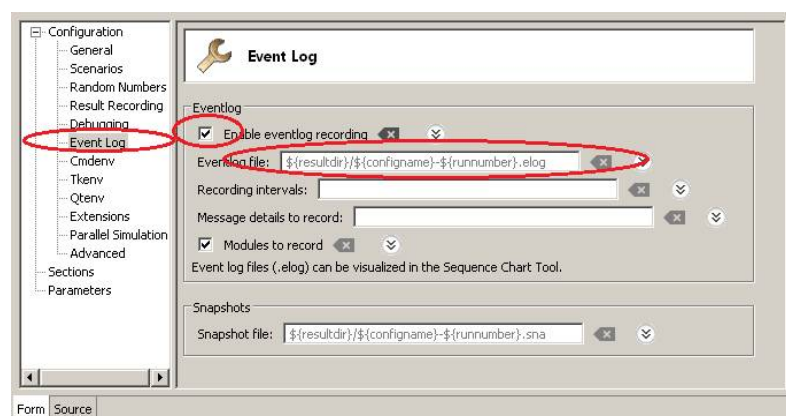 Configuration
General
Scenarios
Random Numbers
Result Recording
Debugging
Event Log
Cmdenv
Tkenv
Qtenv
Extensions
Parallel Simulation
Advanced
Sections
Parameters
Event Log
Eventlog
Enable eventlog recording
Eventlog file: ${resultdir}/${configname}-${runnumber}.elog
Recording intervals:
Message details to record:
Modules to record
Event log files (.elog) can be visualized in the Sequence Chart Tool.
Snapshots
Snapshot file: ${resultdir}/${configname}-${runnumber}.sna
Form Source